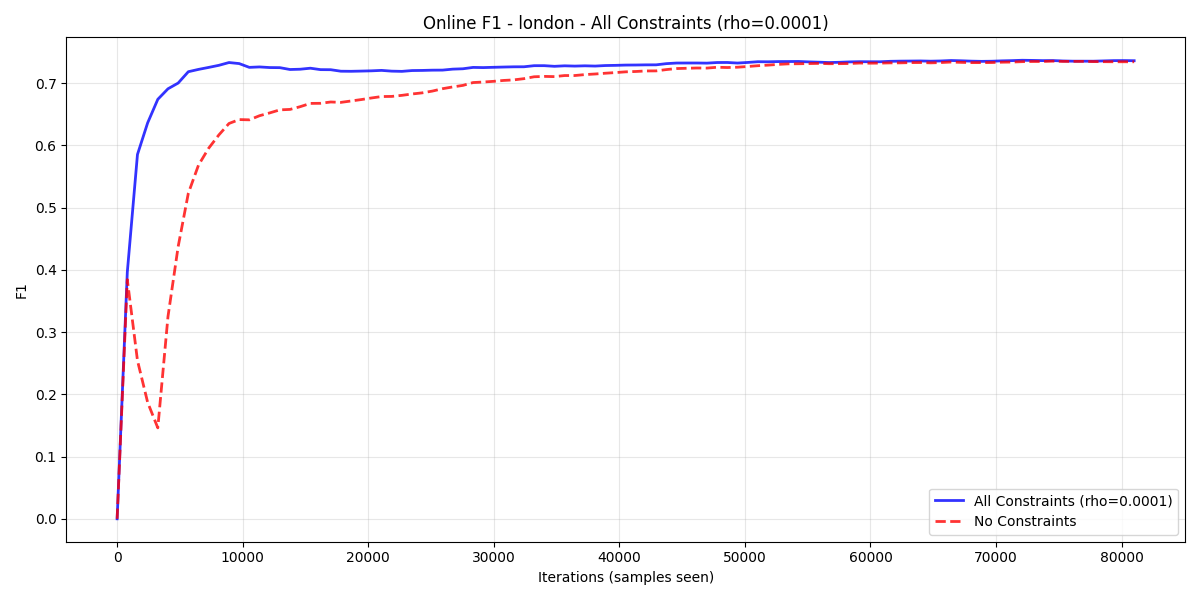 Online F1 - london - All Constraints (rho=0.0001)
F1
0.7
0.6
0.5
0.4
0.3
0.2
0.1
0.0
All Constraints (rho=0.0001)
No Constraints
0 10000 20000 30000 40000 50000 60000 70000 80000
Iterations (samples seen)